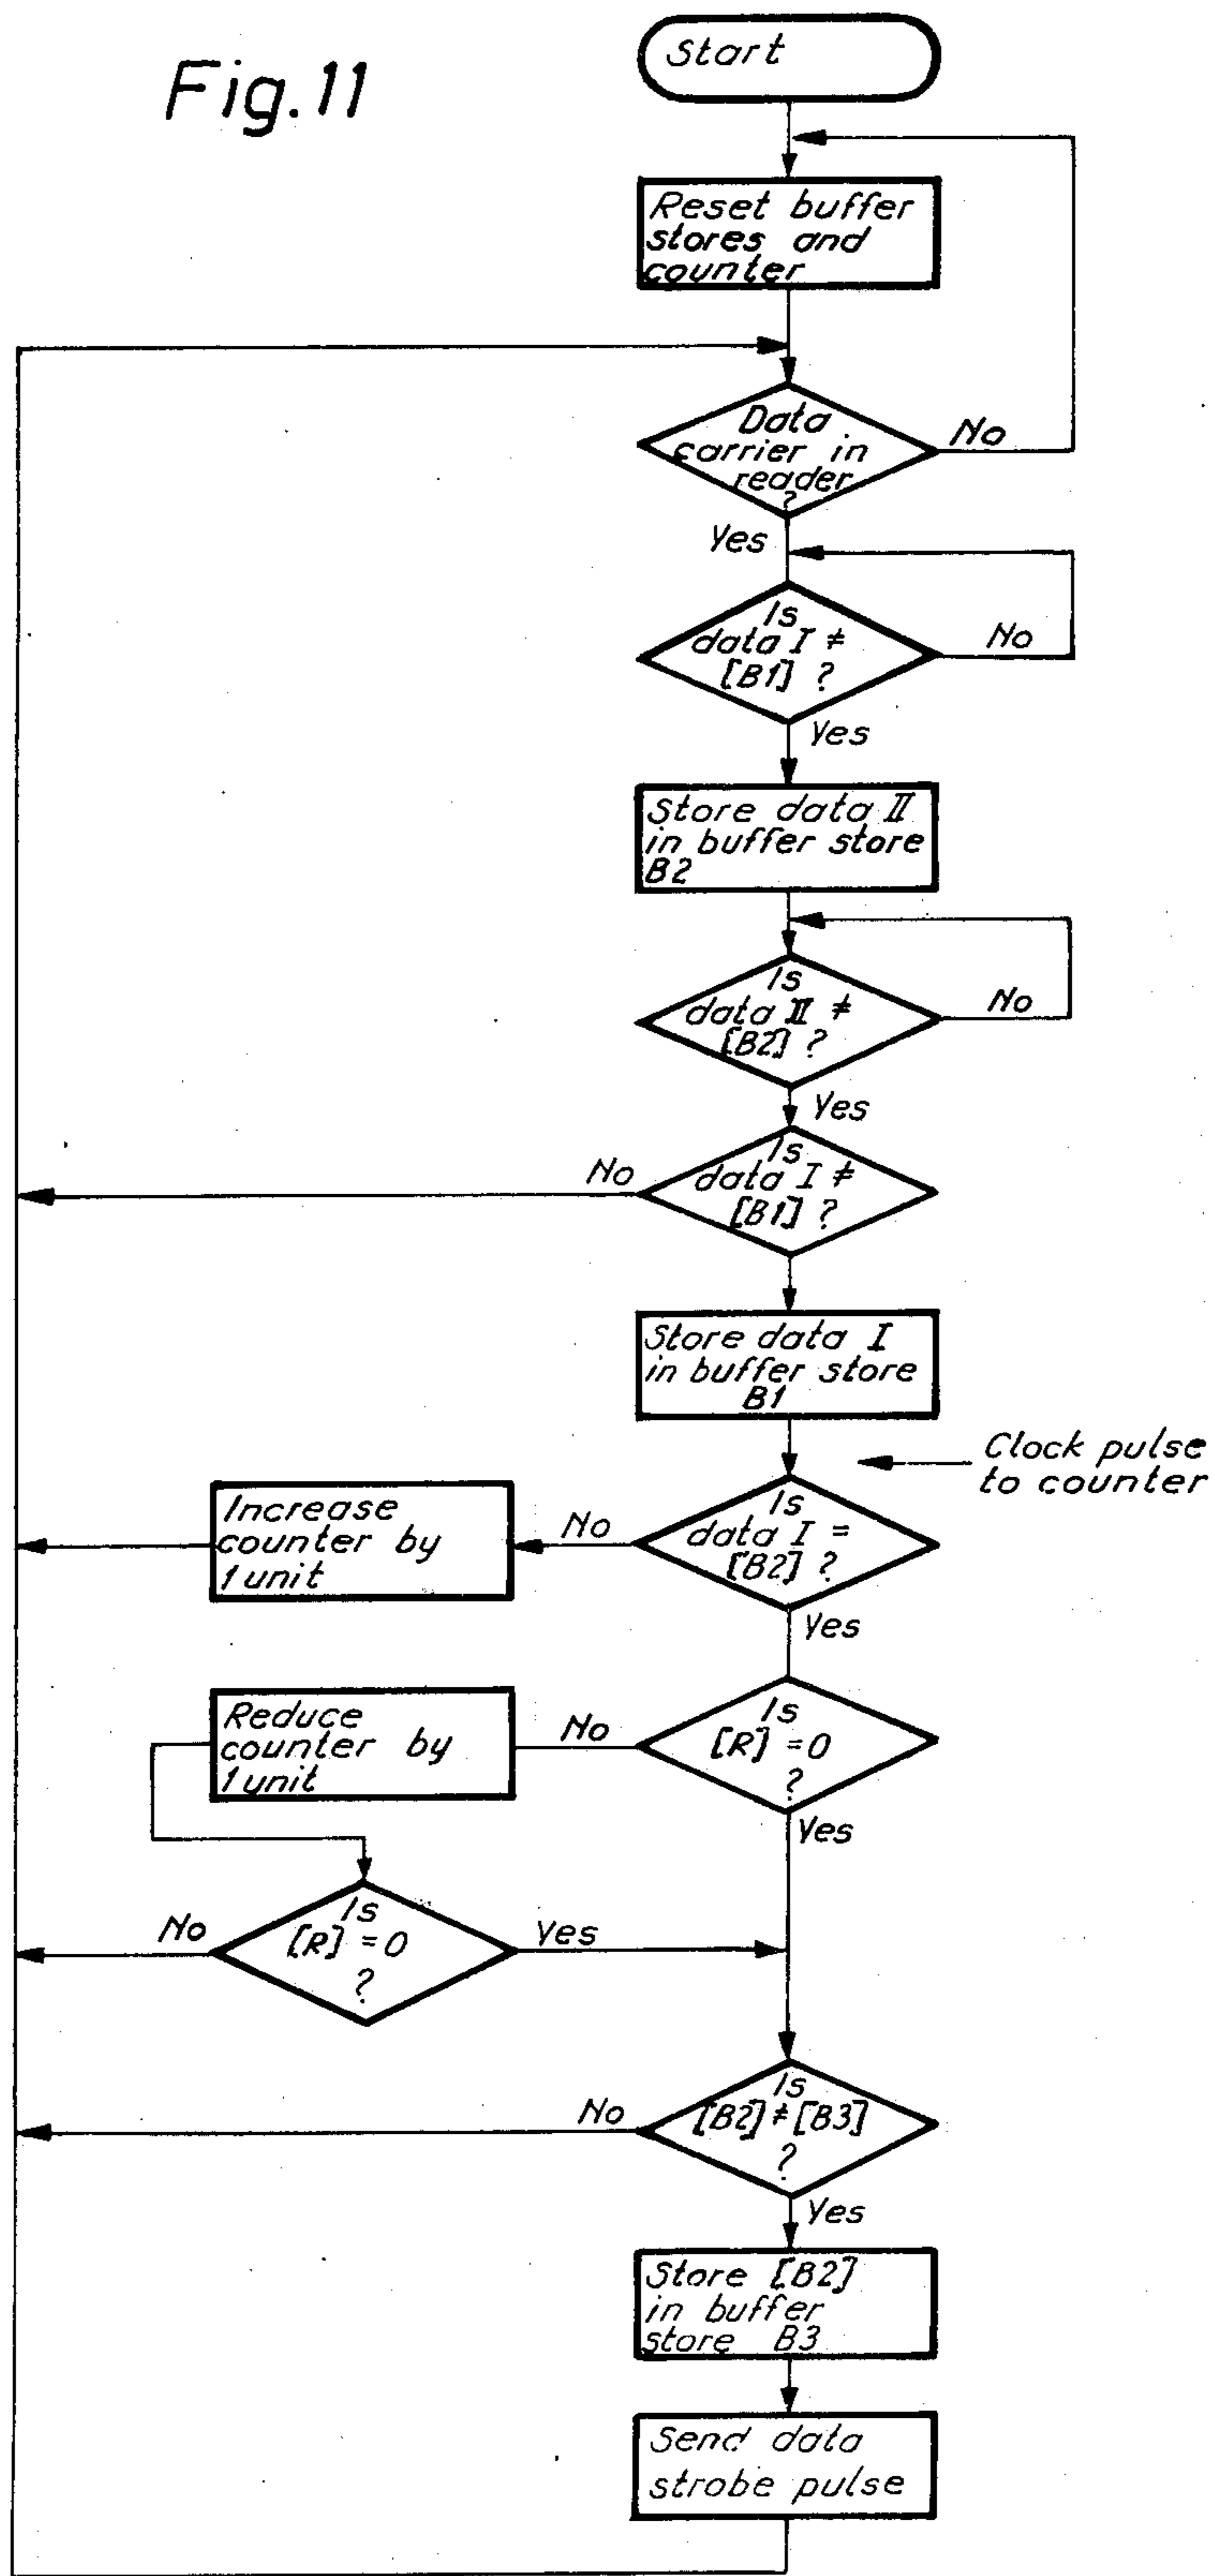 Fig.11
Start
Reset buffer
stores and
counter
Data
carrier in
reader
?
No
Yes
Is
data I ≠
[B1] ?
No
Yes
Store data II
in buffer store
B2
Is
data II ≠
[B2] ?
No
Yes
Is
data I ≠
[B1] ?
No
Store data I
in buffer store
B1
Clock pulse
to counter
Is
data I =
[B2] ?
No
Increase
counter by
1 unit
Yes
Is
[R] = 0
?
No
Reduce
counter by
1 unit
Yes
Is
[R] = 0
?
No
Yes
Is
[B2] ≠ [B3]
?
No
Yes
Store [B2]
in buffer
store B3
Send data
strobe pulse